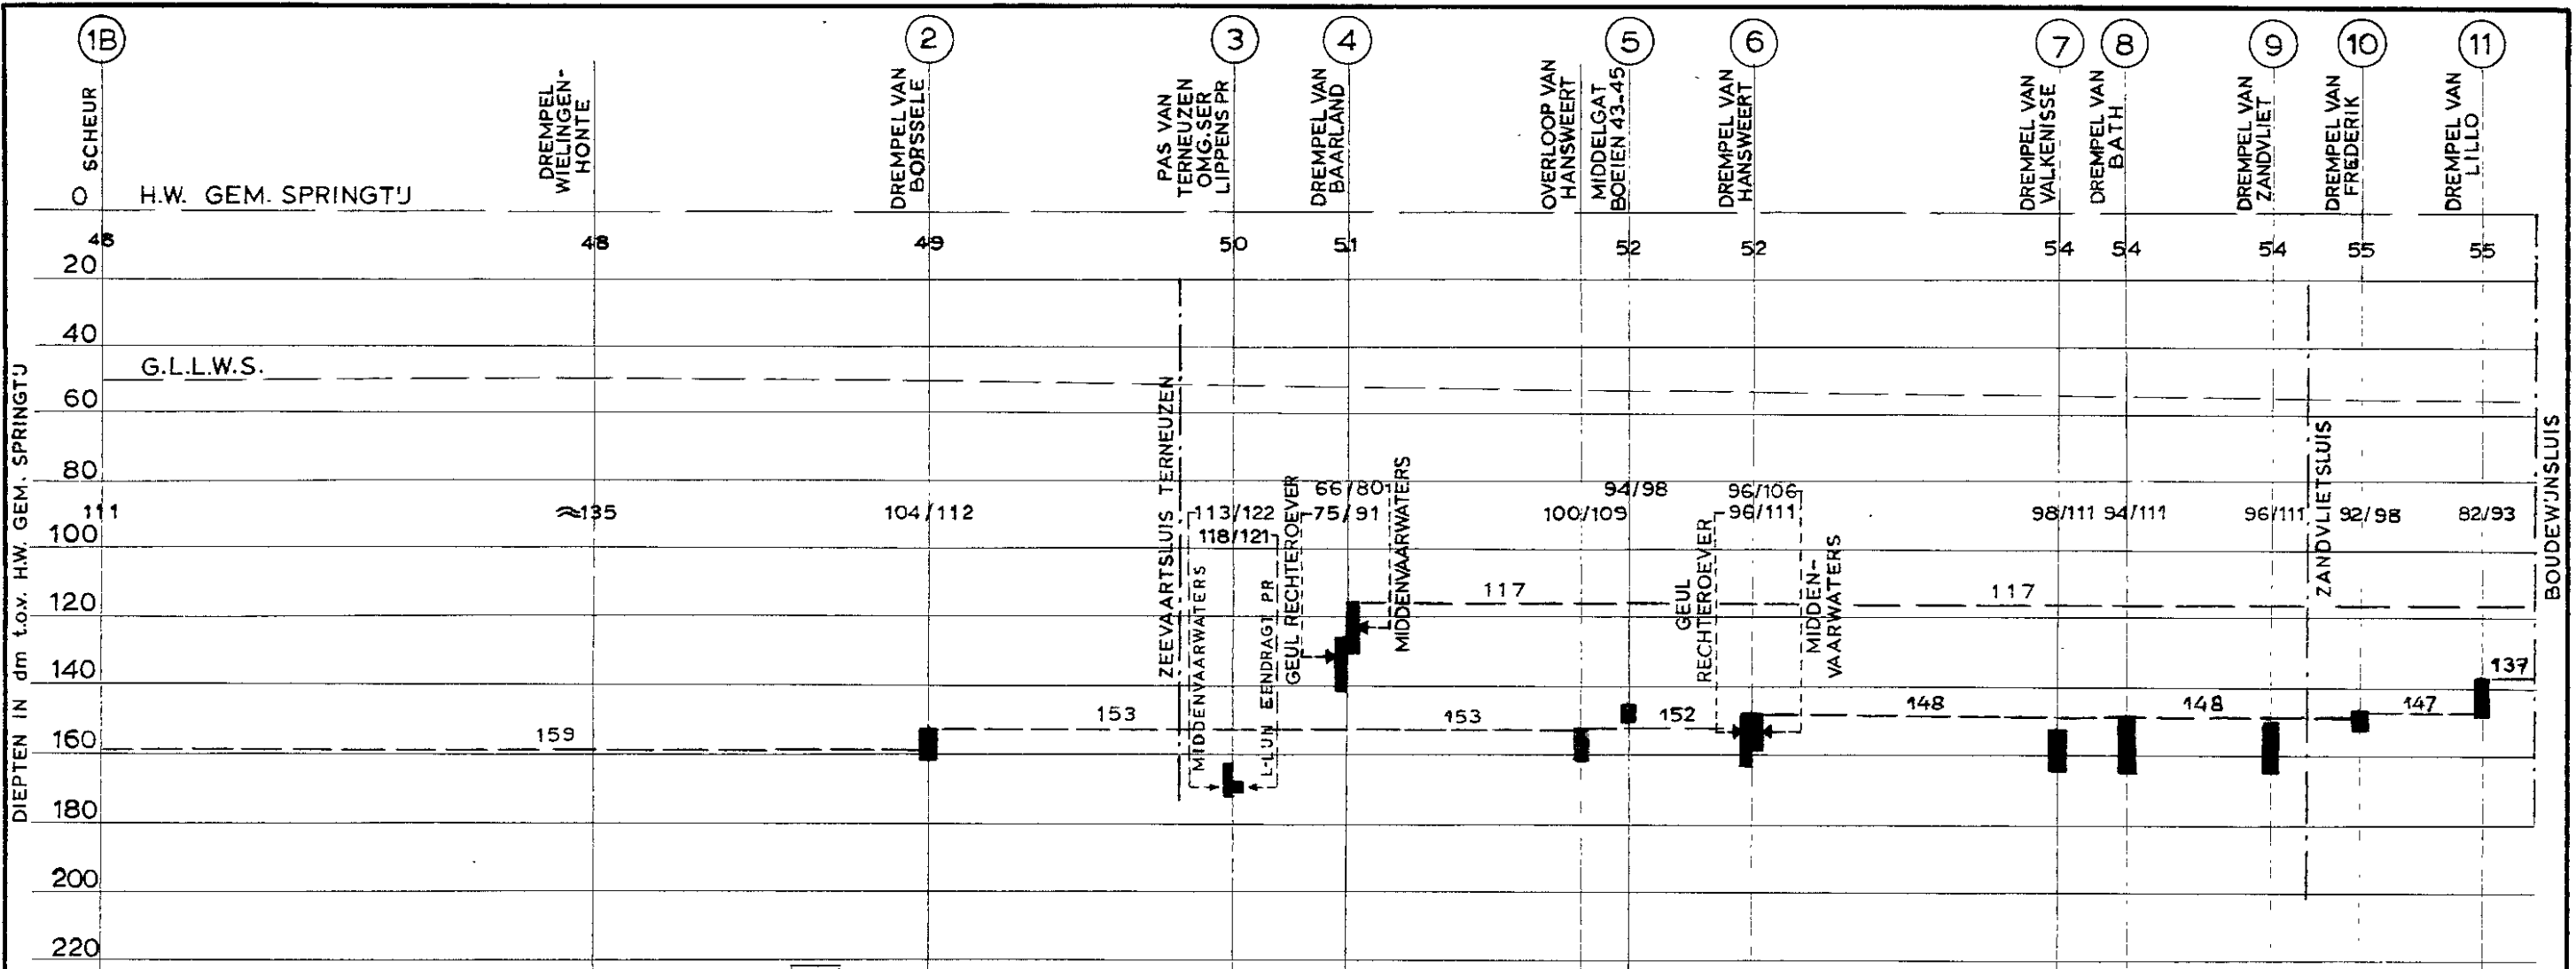 1B
2
3
4
5
6
7
8
9
10
11
SCHEUR
DREMPEL
WIELINGEN-
HONTE
DREMPEL VAN
BORSSELE
PAS VAN
TERNEUZEN
OMG.SER
LIPPENS PR
DREMPEL VAN
BAARLAND
OVERLOOP VAN
HANSWEERT
MIDDELGAT
BOEIEN 43-45
DREMPEL VAN
HANSWEERT
DREMPEL VAN
VALKENISSE
DREMPEL VAN
BATH
DREMPEL VAN
ZANDVLIET
DREMPEL VAN
FREDERIK
DREMPEL VAN
LILLO
0 H.W. GEM. SPRINGTIJ
48 49 50 51 52 52 54 54 54 55 55
20
40
G.L.L.W.S.
60
80
100
120
140
160
180
200
220
DIEPTEN IN dm t.o.v. H.W. GEM. SPRINGTIJ
66/80 94/98 96/106
111 ≈135 104/112 113/122 75/91 100/109 96/111 98/111 94/111 96/111 92/98 82/93
118/121
ZEEVAARTSLUIS TERNEUZEN
MIDDENVAARWATERS
L-LIJN EENDRAGT PR
GEUL RECHTEROEVER
MIDDENVAARWATERS
GEUL
RECHTEROEVER
MIDDEN-
VAARWATERS
ZANDVLIETSLUIS
BOUDEWIJNSLUIS
117 117
137
159 153 153 152 148 148 147